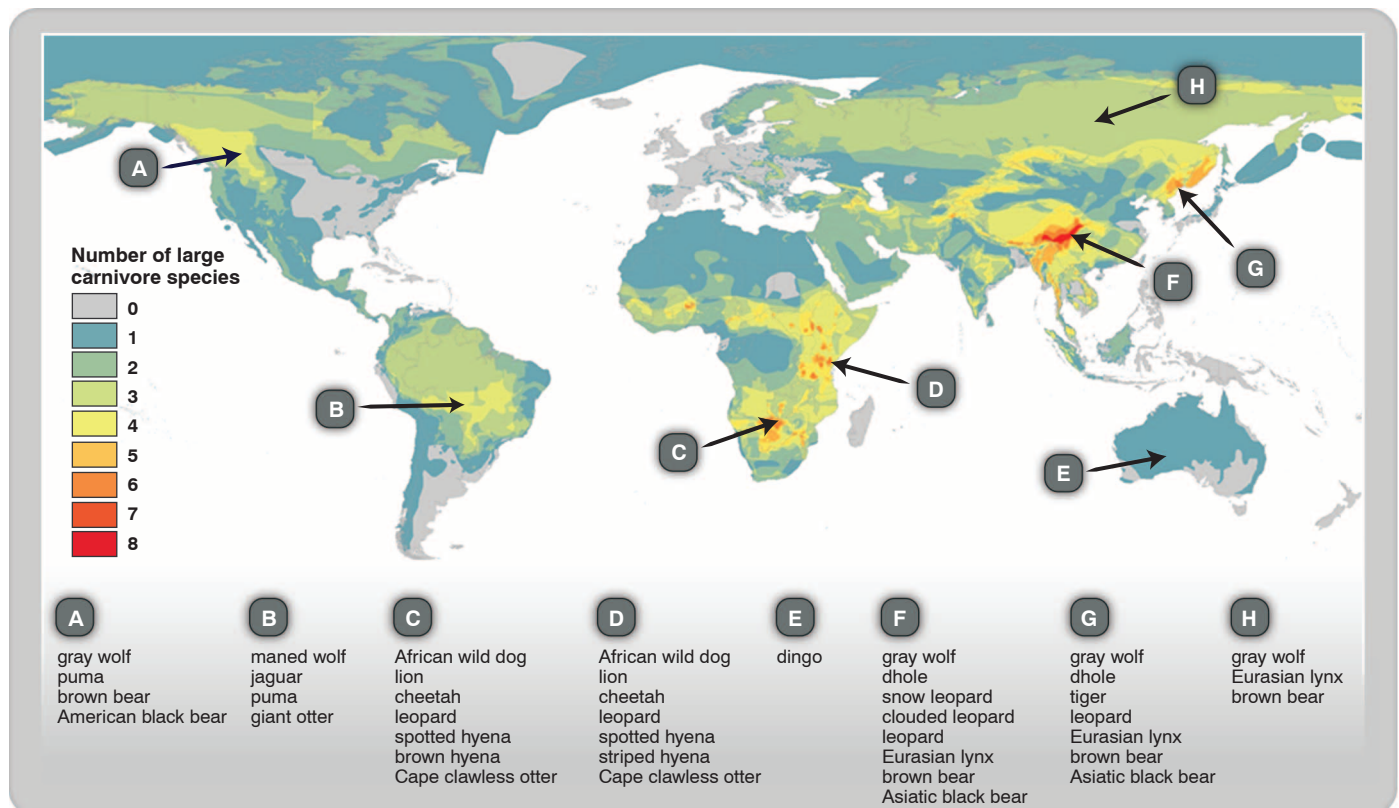 H
A
G
F
Number of large
carnivore species
0
1
2
3
4
5
6
7
8
D
B
C
E
A
gray wolf
puma
brown bear
American black bear
B
maned wolf
jaguar
puma
giant otter
C
African wild dog
lion
cheetah
leopard
spotted hyena
brown hyena
Cape clawless otter
D
African wild dog
lion
cheetah
leopard
spotted hyena
striped hyena
Cape clawless otter
E
dingo
F
gray wolf
dhole
snow leopard
clouded leopard
leopard
Eurasian lynx
brown bear
Asiatic black bear
G
gray wolf
dhole
tiger
leopard
Eurasian lynx
brown bear
Asiatic black bear
H
gray wolf
Eurasian lynx
brown bear